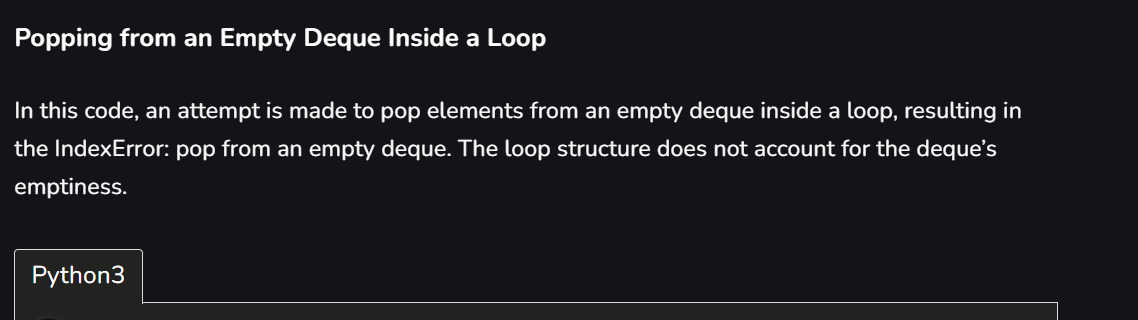 Popping from an Empty Deque Inside a Loop
In this code, an attempt is made to pop elements from an empty deque inside a loop, resulting in
the IndexError: pop from an empty deque. The loop structure does not account for the deque’s
emptiness.
Python3